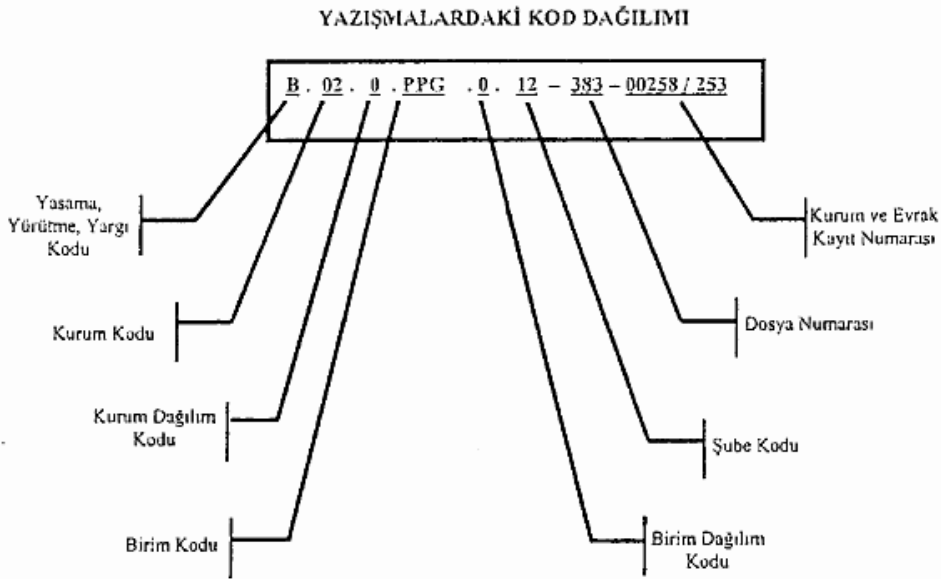 YAZIŞMALARDAKİ KOD DAĞILIMI
B . 02 . 0 . PPG . 0 . 12 – 383 – 00258 / 253
Yasama,
Yürütme, Yargı
Kodu
Kurum ve Evrak
Kayıt Numarası
Kurum Kodu
Dosya Numarası
Kurum Dağılım
Kodu
Şube Kodu
Birim Kodu
Birim Dağılım
Kodu